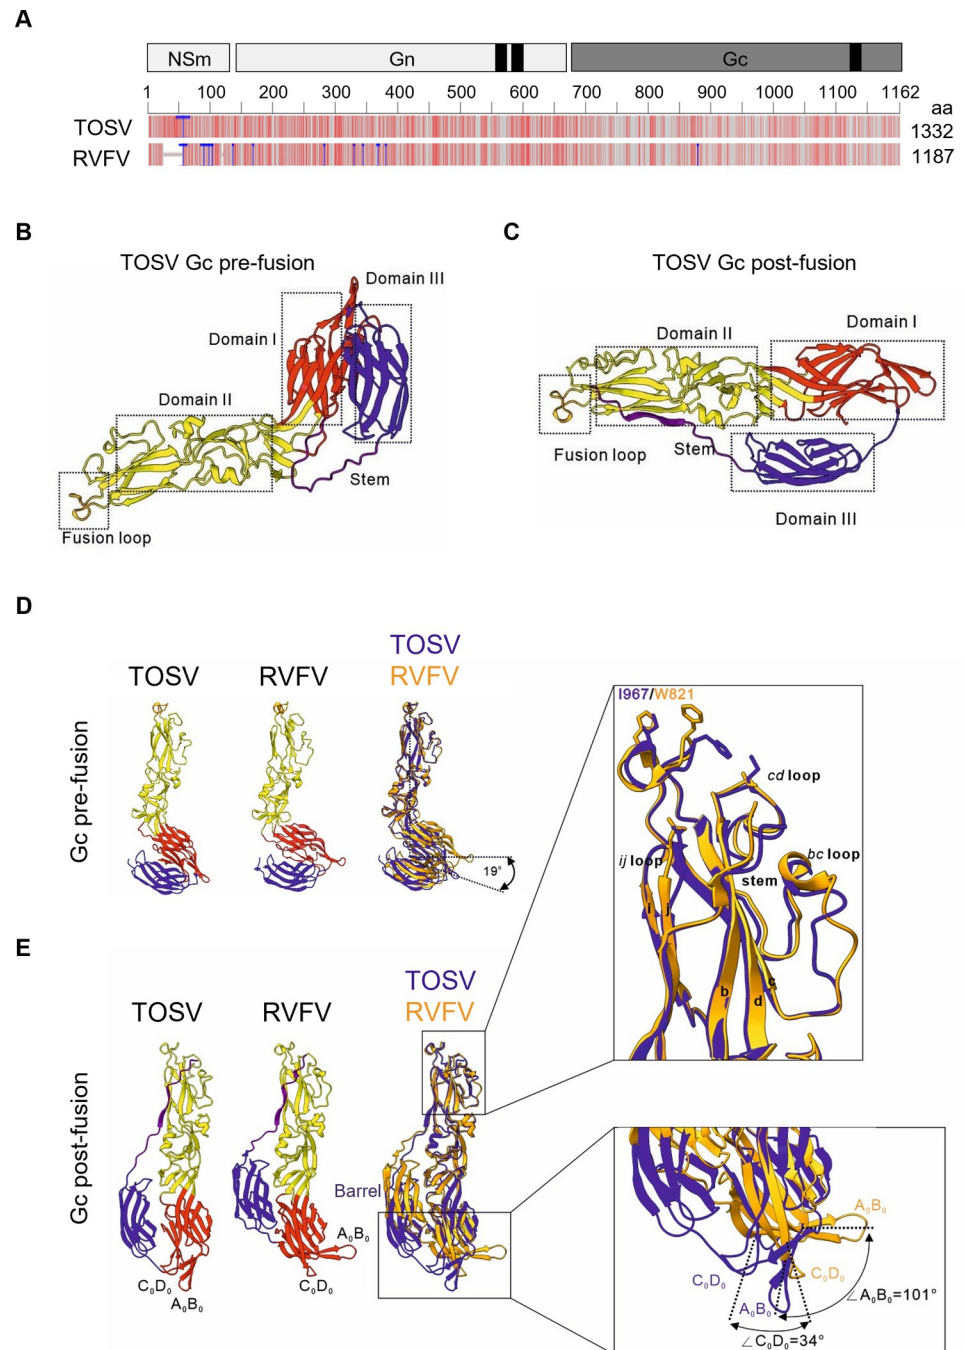 A
NSm Gn Gc
1 100 200 300 400 500 600 700 800 900 1000 1100 1162
aa
TOSV 1332
RVFV 1187
B
TOSV Gc pre-fusion
Domain III
Domain I
Domain II
Stem
Fusion loop
C
TOSV Gc post-fusion
Domain II
Domain I
Fusion loop
Stem
Domain III
D
Gc pre-fusion
TOSV
RVFV
TOSV
RVFV
19°
E
Gc post-fusion
TOSV
RVFV
TOSV
RVFV
Barrel
C₀D₀
A₀B₀
A₀B₀
C₀D₀
I967/W821
cd loop
ij loop
bc loop
stem
i j
b d c
A₀B₀
C₀D₀
C₀D₀
A₀B₀
∠A₀B₀=101°
∠C₀D₀=34°